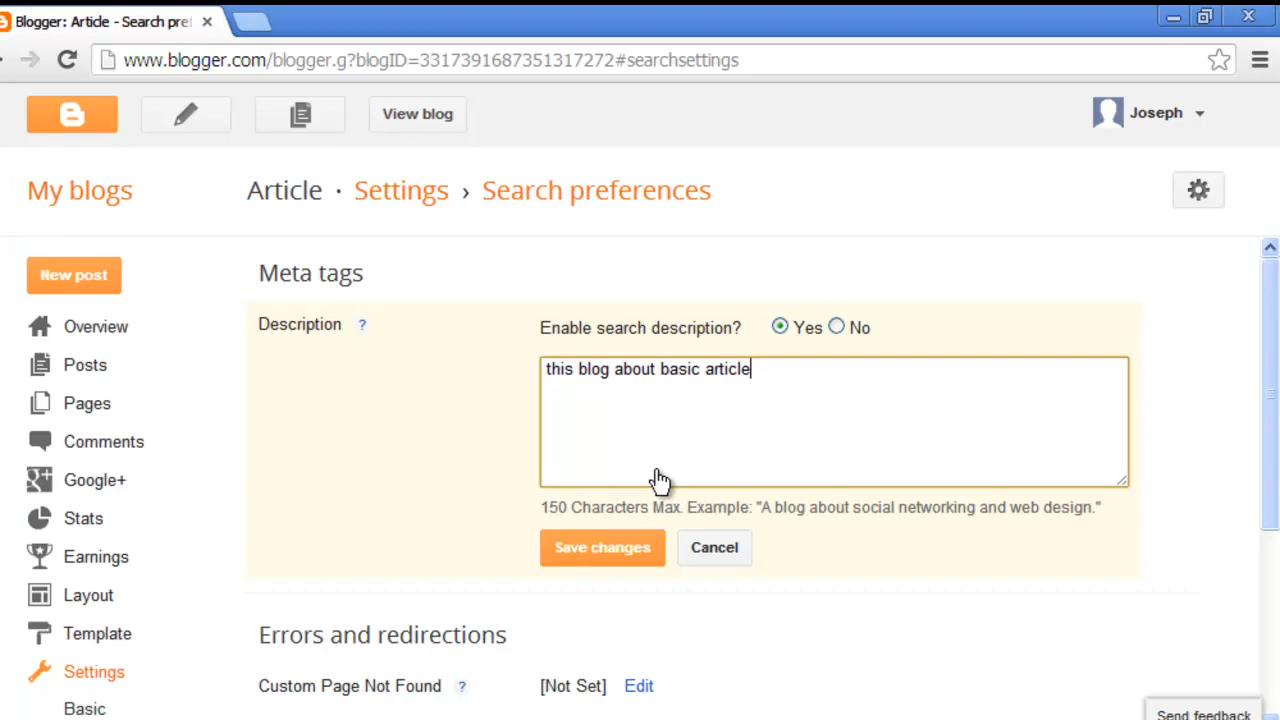 Blogger: Article - Search pref
www.blogger.com/blogger.g?blogID=3317391687351317272#searchsettings
View blog
Joseph
My blogs
Article · Settings › Search preferences
New post
Overview
Posts
Pages
Comments
Google+
Stats
Earnings
Layout
Template
Settings
Basic
Meta tags
Description ?
Enable search description? Yes No
this blog about basic article
150 Characters Max. Example: "A blog about social networking and web design."
Save changes Cancel
Errors and redirections
Custom Page Not Found ? [Not Set] Edit
Send feedback